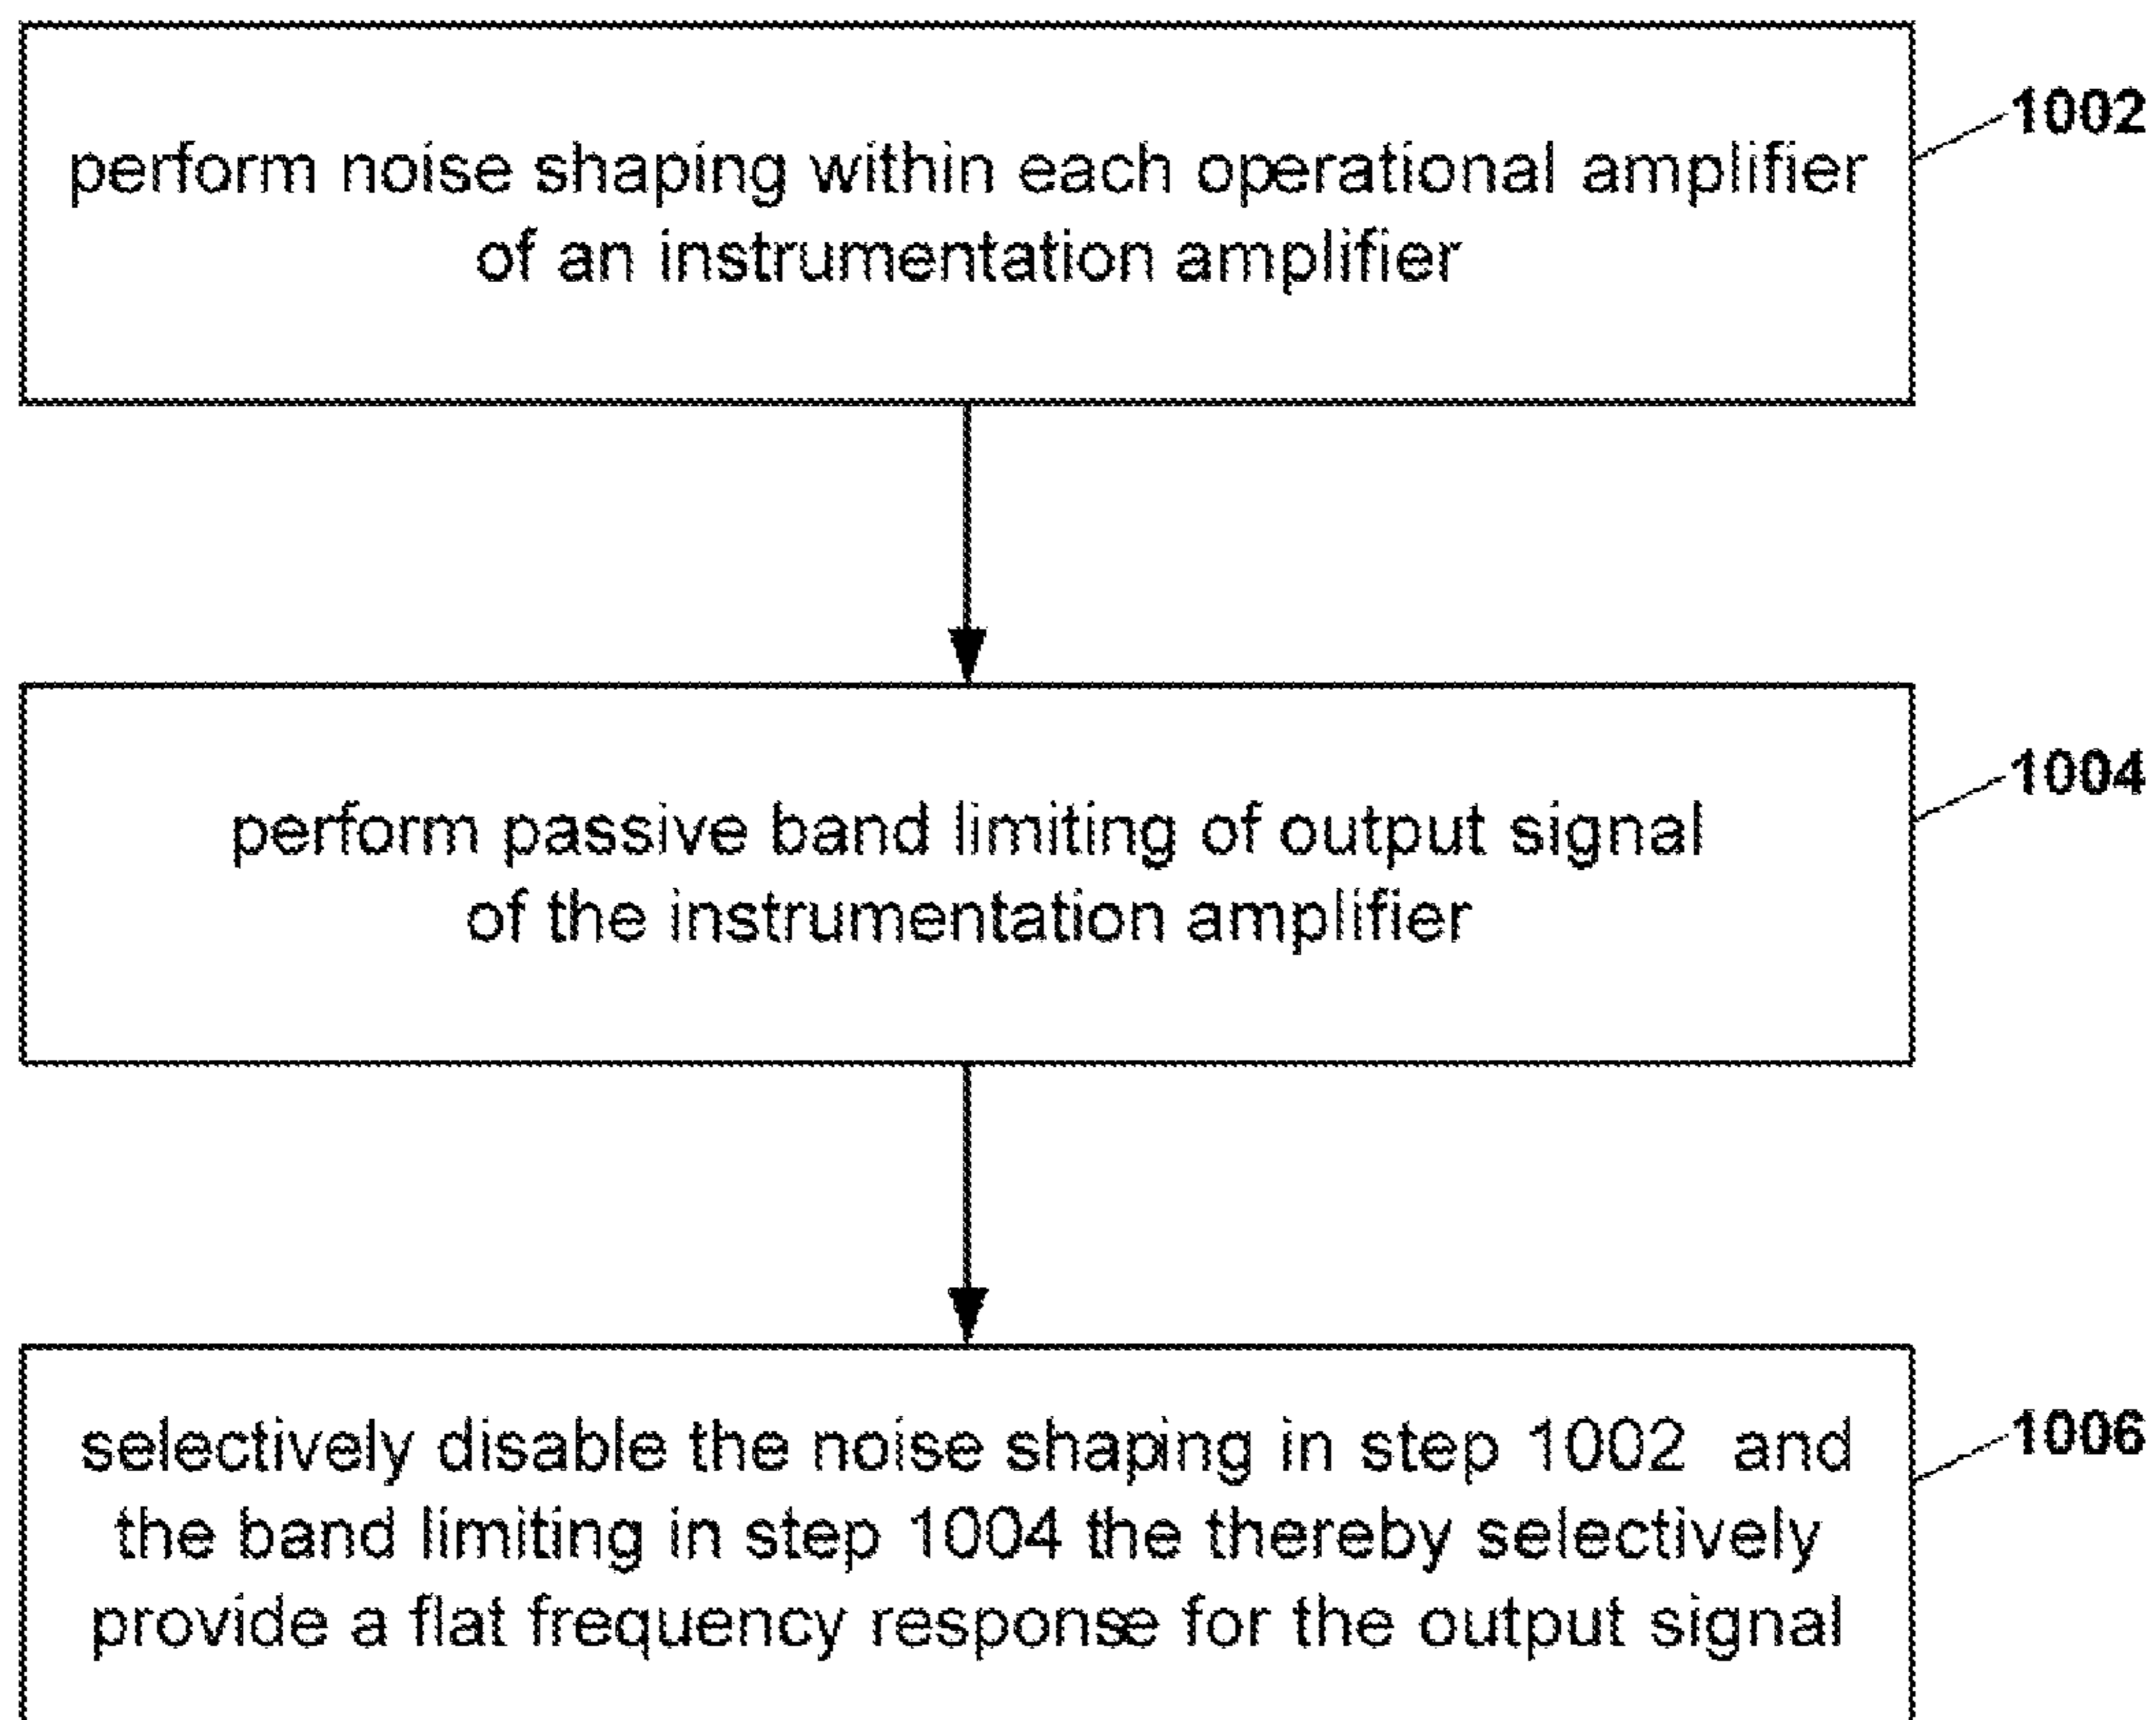 perform noise shaping within each operational amplifier
of an instrumentation amplifier
1002
perform passive band limiting of output signal
of the instrumentation amplifier
1004
selectively disable the noise shaping in step 1002 and
the band limiting in step 1004 the thereby selectively
provide a flat frequency response for the output signal
1006